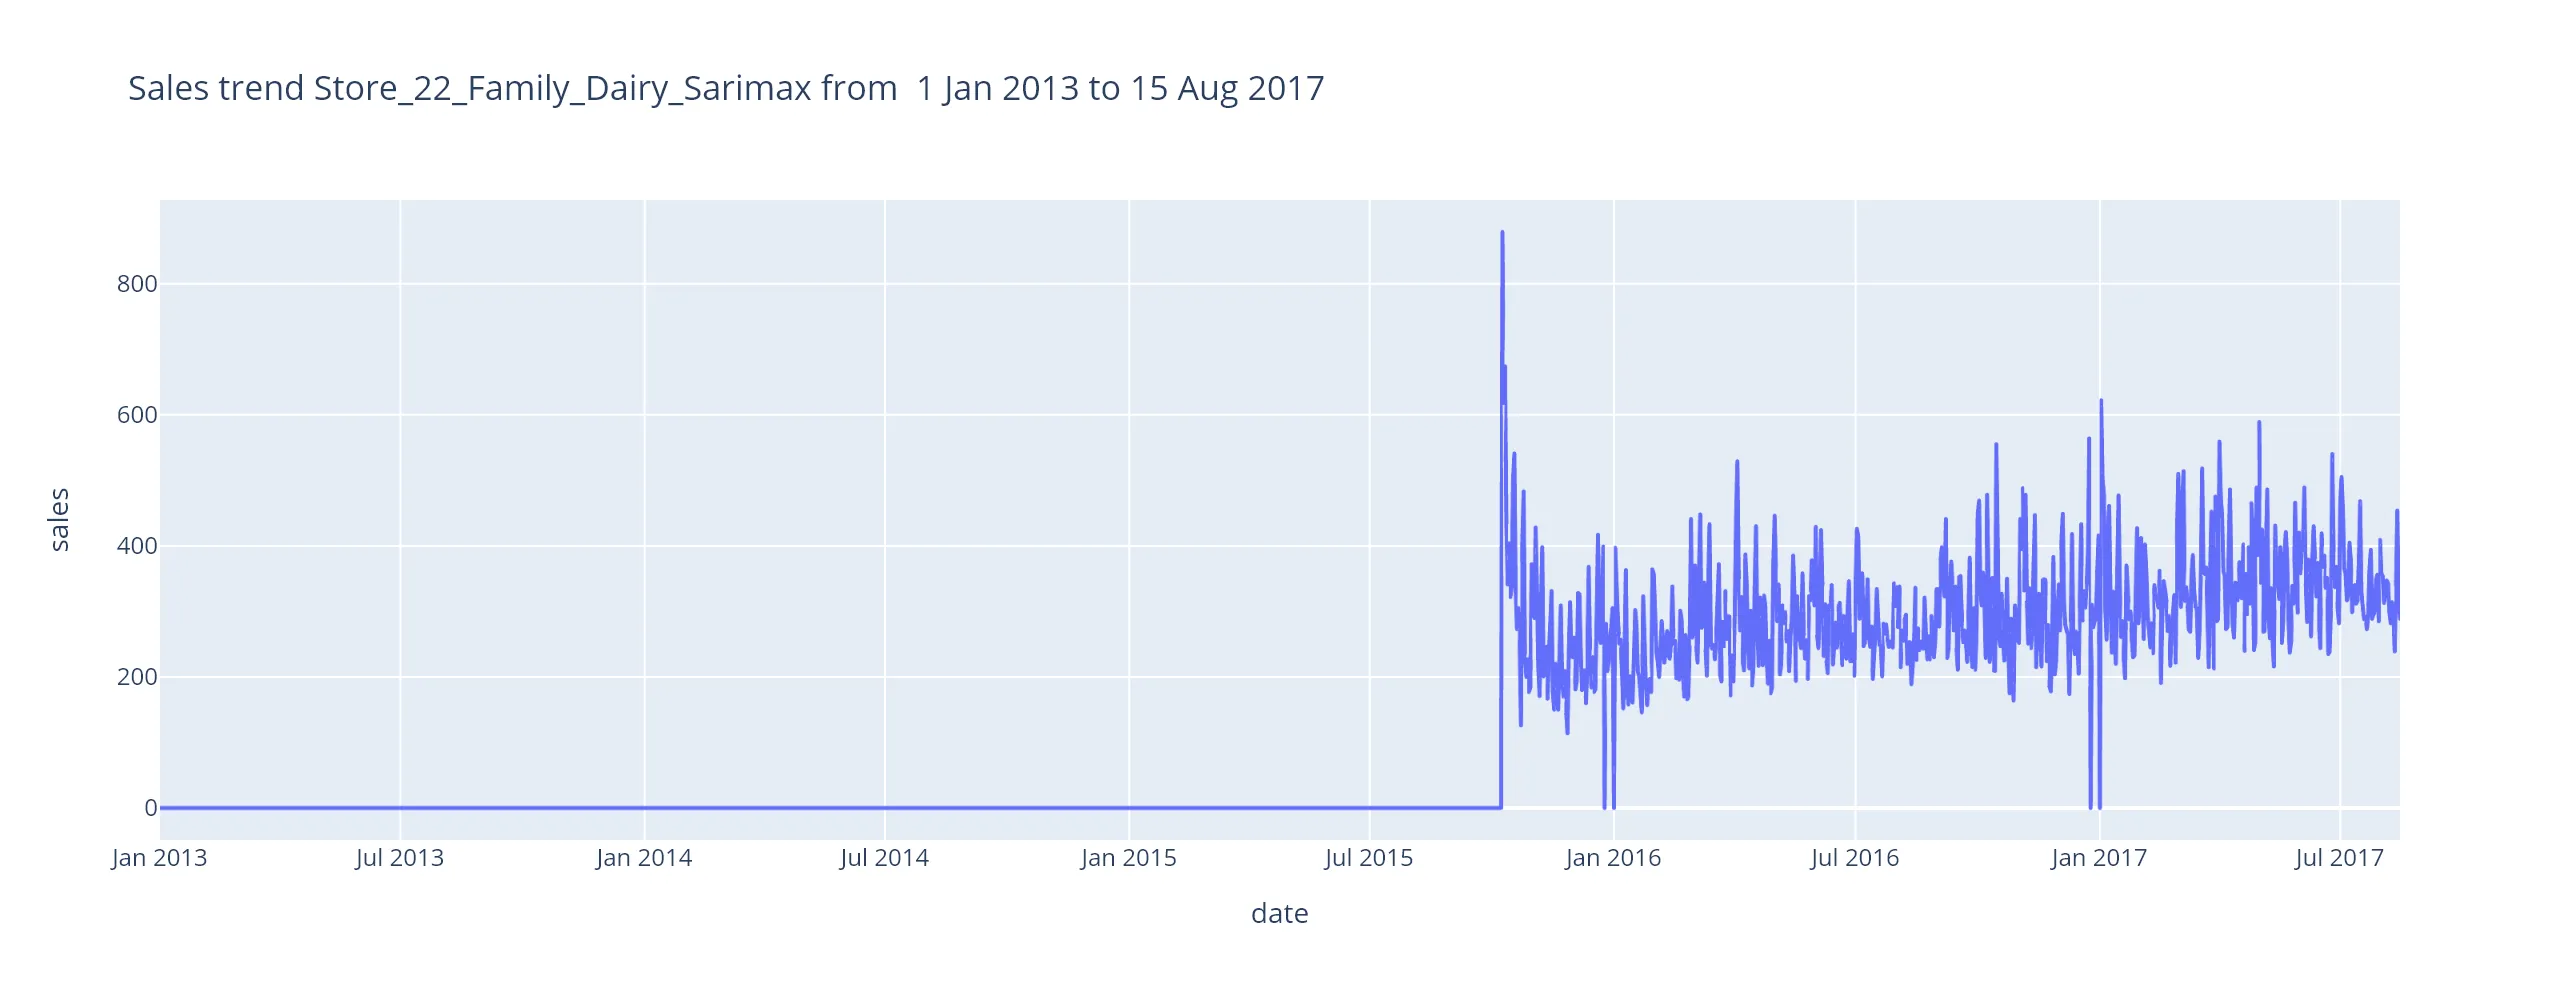 Sales trend Store_22_Family_Dairy_Sarimax from  1 Jan 2013 to 15 Aug 2017
800
600
400
200
0
sales
Jan 2013
Jul 2013
Jan 2014
Jul 2014
Jan 2015
Jul 2015
Jan 2016
Jul 2016
Jan 2017
Jul 2017
date